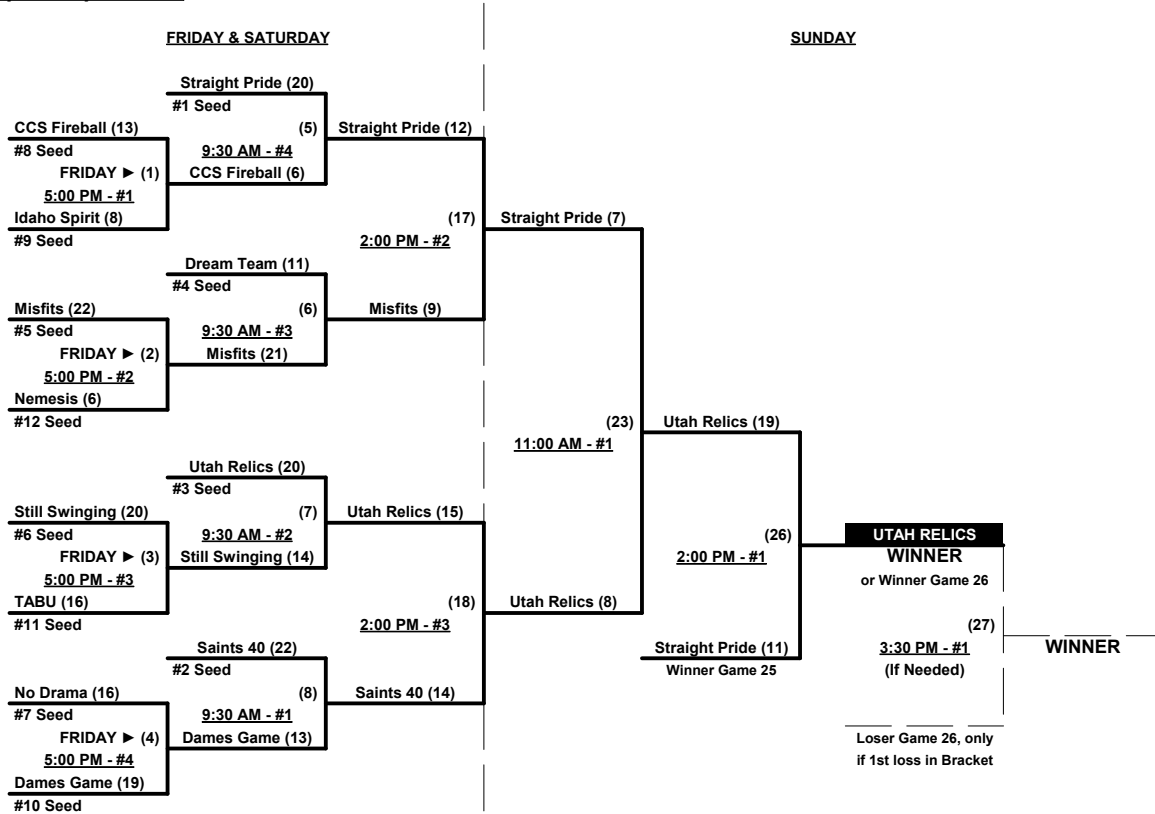 FRIDAY & SATURDAY
SUNDAY
Straight Pride (20)
#1 Seed
CCS Fireball (13)
(5)
Straight Pride (12)
#8 Seed
9:30 AM - #4
FRIDAY ► (1)
CCS Fireball (6)
5:00 PM - #1
Idaho Spirit (8)
(17)
Straight Pride (7)
#9 Seed
2:00 PM - #2
Dream Team (11)
#4 Seed
Misfits (22)
(6)
Misfits (9)
#5 Seed
9:30 AM - #3
FRIDAY ► (2)
Misfits (21)
5:00 PM - #2
Nemesis (6)
#12 Seed
(23)
Utah Relics (19)
11:00 AM - #1
Utah Relics (20)
#3 Seed
Still Swinging (20)
(7)
Utah Relics (15)
#6 Seed
9:30 AM - #2
(26)
UTAH RELICS
FRIDAY ► (3)
Still Swinging (14)
2:00 PM - #1
WINNER
5:00 PM - #3
or Winner Game 26
TABU (16)
(18)
Utah Relics (8)
#11 Seed
2:00 PM - #3
(27)
Saints 40 (22)
Straight Pride (11)
3:30 PM - #1
WINNER
#2 Seed
Winner Game 25
(If Needed)
No Drama (16)
(8)
Saints 40 (14)
#7 Seed
9:30 AM - #1
FRIDAY ► (4)
Dames Game (13)
Loser Game 26, only
5:00 PM - #4
if 1st loss in Bracket
Dames Game (19)
#10 Seed